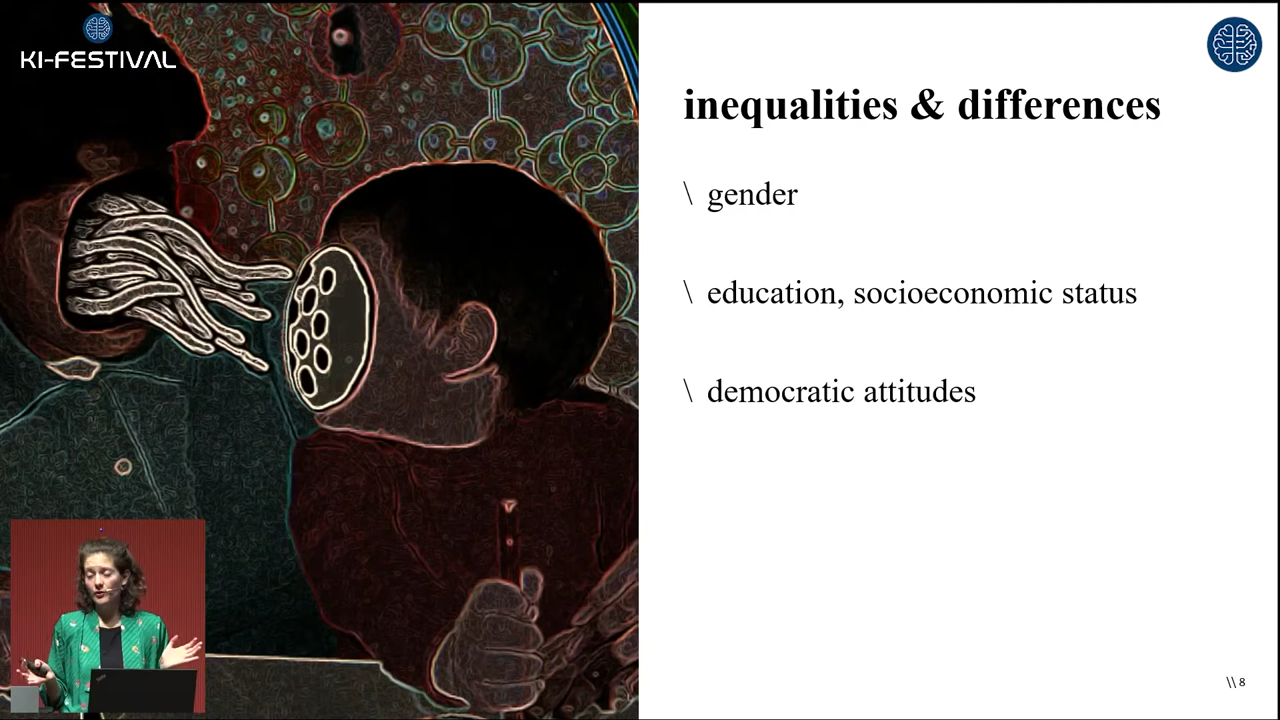 KI-FESTIVAL
inequalities & differences
\ gender
\ education, socioeconomic status
\ democratic attitudes
\\ 8